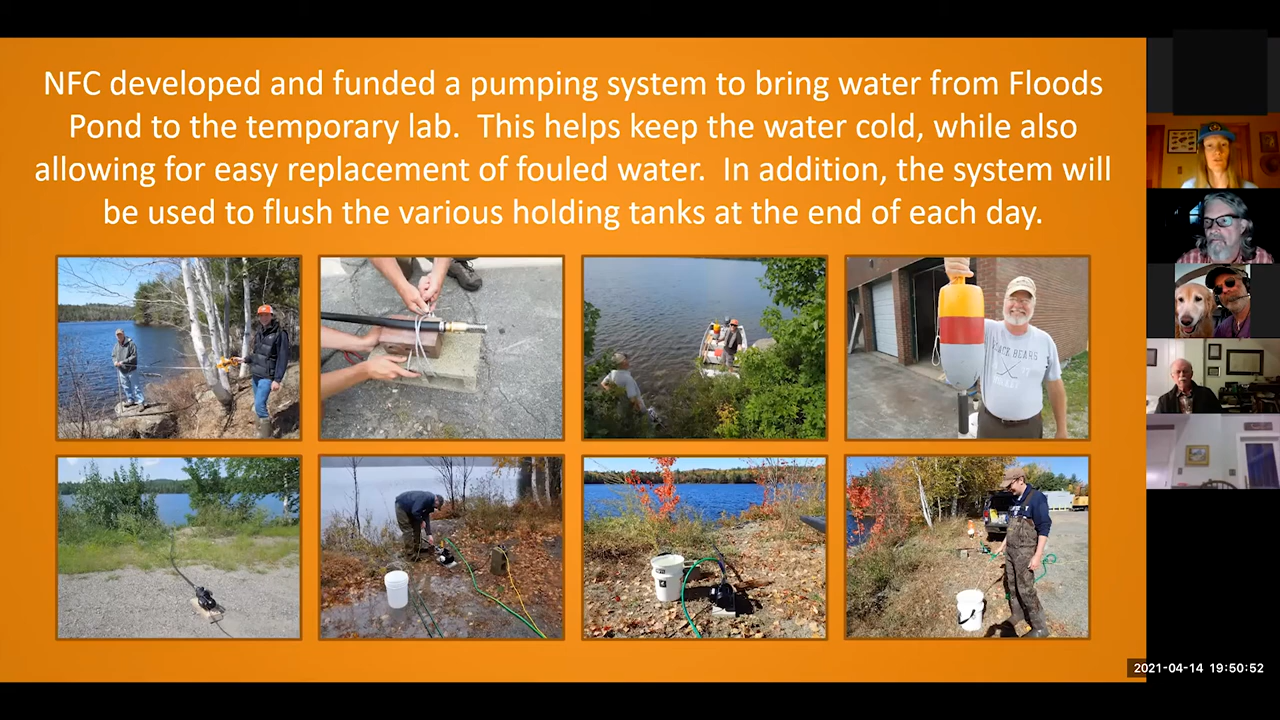 NFC developed and funded a pumping system to bring water from Floods
Pond to the temporary lab. This helps keep the water cold, while also
allowing for easy replacement of fouled water. In addition, the system will
be used to flush the various holding tanks at the end of each day.
2021-04-14 19:50:52